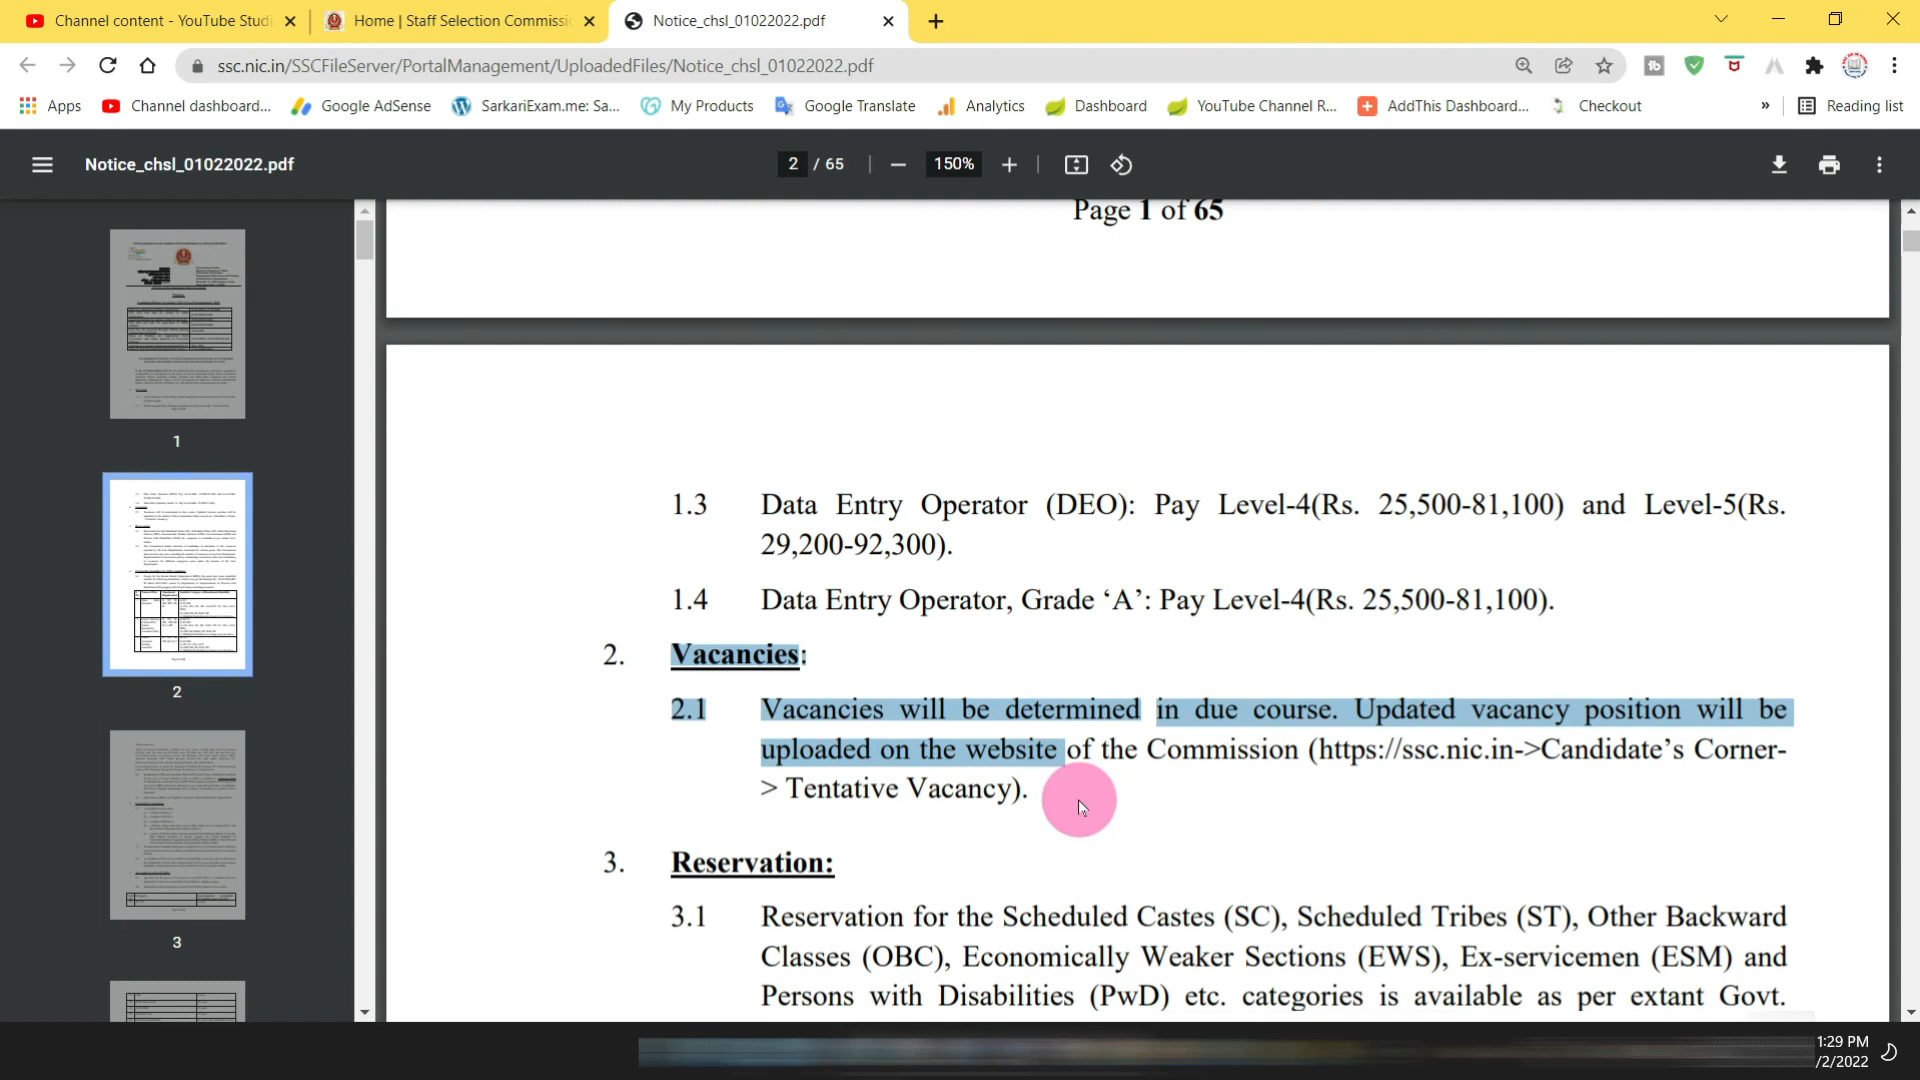 Channel content - YouTube Studi
Home | Staff Selection Commissic
Notice_chsl_01022022.pdf
ssc.nic.in/SSCFileServer/PortalManagement/UploadedFiles/Notice_chsl_01022022.pdf
Apps
Channel dashboard...
Google AdSense
SarkariExam.me: Sa...
My Products
Google Translate
Analytics
Dashboard
YouTube Channel R...
AddThis Dashboard...
Checkout
»
Reading list
Notice_chsl_01022022.pdf
2 / 65
150%
Page 1 of 65
1.3 Data Entry Operator (DEO): Pay Level-4(Rs. 25,500-81,100) and Level-5(Rs.
29,200-92,300).
1.4 Data Entry Operator, Grade ‘A’: Pay Level-4(Rs. 25,500-81,100).
2. Vacancies:
2.1 Vacancies will be determined in due course. Updated vacancy position will be
uploaded on the website of the Commission (https://ssc.nic.in->Candidate’s Corner-
> Tentative Vacancy).
3. Reservation:
3.1 Reservation for the Scheduled Castes (SC), Scheduled Tribes (ST), Other Backward
Classes (OBC), Economically Weaker Sections (EWS), Ex-servicemen (ESM) and
Persons with Disabilities (PwD) etc. categories is available as per extant Govt.
1
2
3
1:29 PM
/2/2022